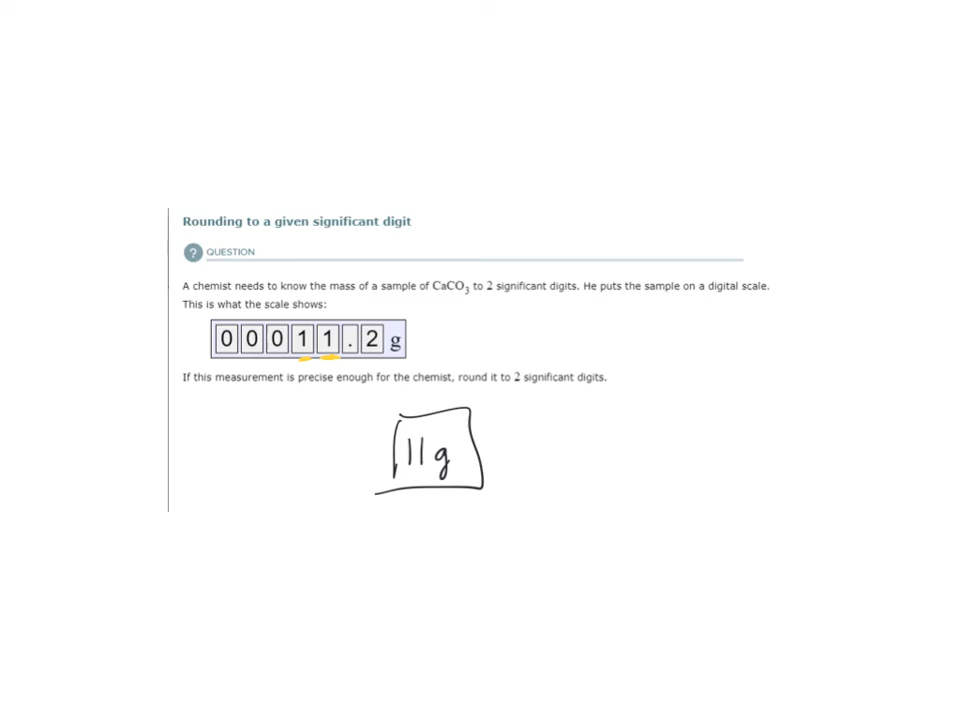 Rounding to a given significant digit
? QUESTION
A chemist needs to know the mass of a sample of CaCO₃ to 2 significant digits. He puts the sample on a digital scale.
This is what the scale shows:
00011.2 g
If this measurement is precise enough for the chemist, round it to 2 significant digits.
11 g